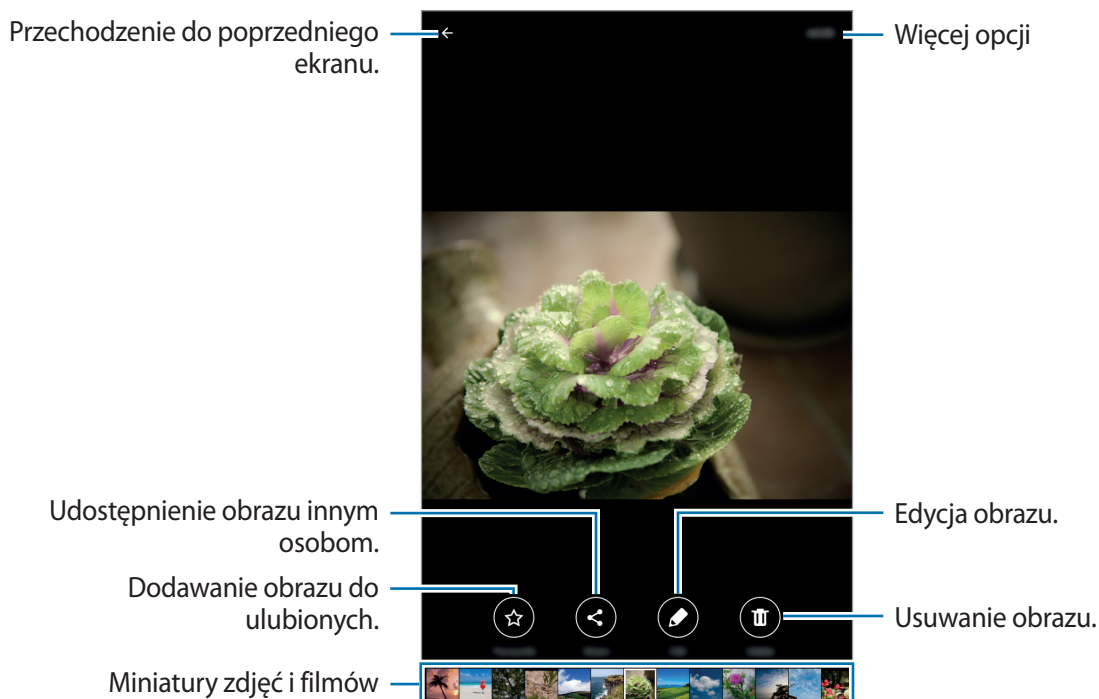 Przechodzenie do poprzedniego
ekranu.
Więcej opcji
Udostępnienie obrazu innym
osobom.
Edycja obrazu.
Dodawanie obrazu do
ulubionych.
Usuwanie obrazu.
Miniatury zdjęć i filmów